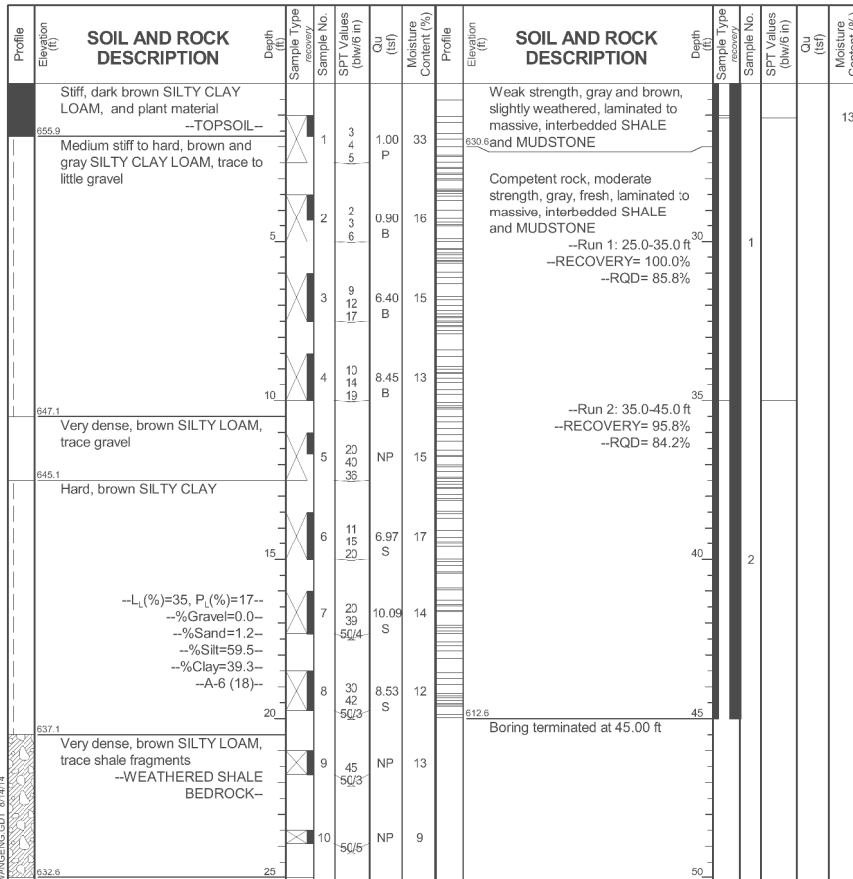 Profile
Elevation
(ft)
SOIL AND ROCK
DESCRIPTION
Depth
(ft)
Sample Type
recovery
Sample No.
SPT Values
(blw/6 in)
Qu
(tsf)
Moisture
Content (%)
Stiff, dark brown SILTY CLAY
LOAM, and plant material
--TOPSOIL--
655.9
Medium stiff to hard, brown and
gray SILTY CLAY LOAM, trace to
little gravel
1
3
4
5
1.00
P
33
2
2
3
6
0.90
B
16
5
3
9
12
17
6.40
B
15
4
10
14
19
8.45
B
13
10
647.1
Very dense, brown SILTY LOAM,
trace gravel
5
20
40
36
NP
15
645.1
Hard, brown SILTY CLAY
6
11
15
20
6.97
S
17
15
--LL(%)=35, PL(%)=17--
--%Gravel=0.0--
--%Sand=1.2--
--%Silt=59.5--
--%Clay=39.3--
--A-6 (18)--
7
20
39
50/4
10.09
S
14
8
30
42
50/3
8.53
S
12
20
637.1
Very dense, brown SILTY LOAM,
trace shale fragments
--WEATHERED SHALE
BEDROCK--
9
45
50/3
NP
13
10
50/5
NP
9
632.6
25
Profile
Elevation
(ft)
SOIL AND ROCK
DESCRIPTION
Depth
(ft)
Sample Type
recovery
Sample No.
SPT Values
(blw/6 in)
Qu
(tsf)
Moisture
Content (%)
Weak strength, gray and brown,
slightly weathered, laminated to
massive, interbedded SHALE
630.6 and MUDSTONE
13
Competent rock, moderate
strength, gray, fresh, laminated to
massive, interbedded SHALE
and MUDSTONE
30
--Run 1: 25.0-35.0 ft
--RECOVERY= 100.0%
--RQD= 85.8%
1
35
--Run 2: 35.0-45.0 ft
--RECOVERY= 95.8%
--RQD= 84.2%
40
2
612.6
45
Boring terminated at 45.00 ft
50
8/14/14